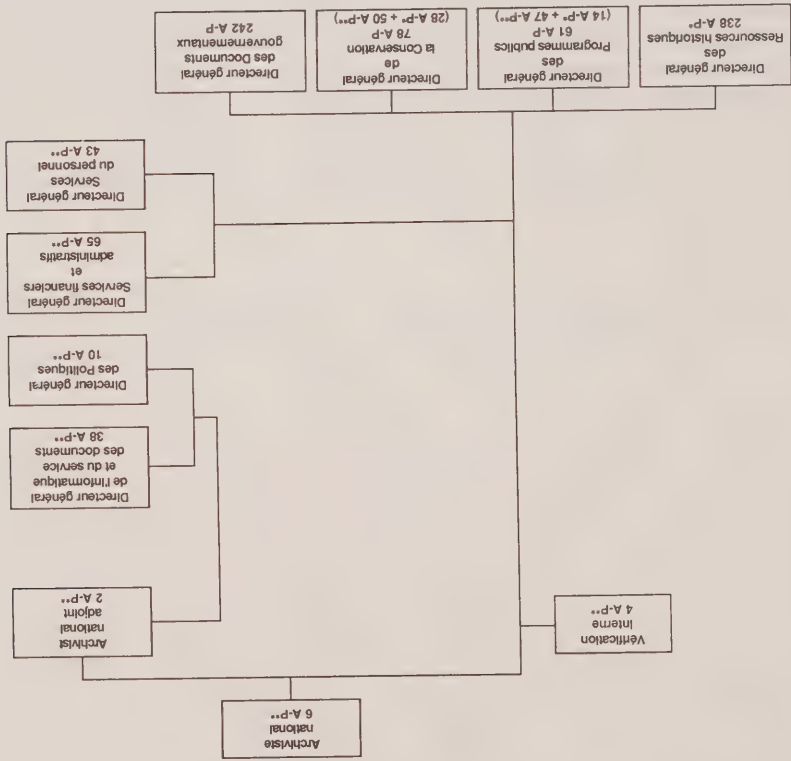 Archiviste
national
6 A-P**
Vérification
Interne
4 A-P**
Archivist
national
adjoint
2 A-P**
Directeur général
de l'informatique
et du service
des documents
38 A-P**
Directeur général
des Politiques
10 A-P**
Directeur général
Services financiers
et
administratifs
65 A-P**
Directeur général
Services
du personnel
43 A-P**
Directeur général
des
Ressources historiques
238 A-P*
Directeur général
des
Programmes publics
61 A-P
(14 A-P* + 47 A-P**)
Directeur général
de
la Conservation
78 A-P
(28 A-P* + 50 A-P**)
Directeur général
des Documents
gouvernementaux
242 A-P